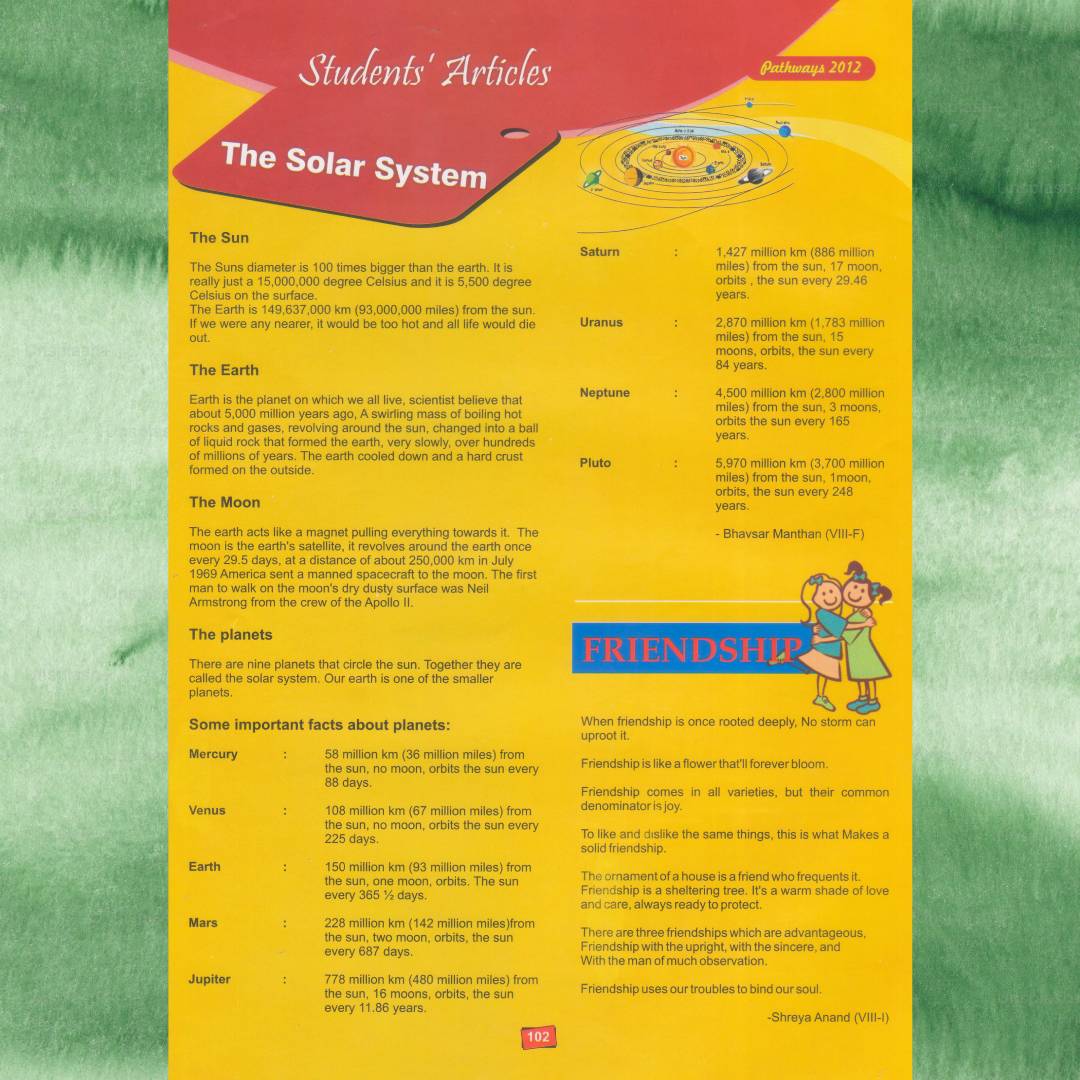 Students' Articles
Pathways 2012
The Solar System
The Sun
The Suns diameter is 100 times bigger than the earth. It is
really just a 15,000,000 degree Celsius and it is 5,500 degree
Celsius on the surface.
The Earth is 149,637,000 km (93,000,000 miles) from the sun.
If we were any nearer, it would be too hot and all life would die
out.
The Earth
Earth is the planet on which we all live, scientist believe that
about 5,000 million years ago, A swirling mass of boiling hot
rocks and gases, revolving around the sun, changed into a ball
of liquid rock that formed the earth, very slowly, over hundreds
of millions of years. The earth cooled down and a hard crust
formed on the outside.
The Moon
The earth acts like a magnet pulling everything towards it. The
moon is the earth's satellite, it revolves around the earth once
every 29.5 days, at a distance of about 250,000 km in July
1969 America sent a manned spacecraft to the moon. The first
man to walk on the moon's dry dusty surface was Neil
Armstrong from the crew of the Apollo II.
The planets
There are nine planets that circle the sun. Together they are
called the solar system. Our earth is one of the smaller
planets.
Some important facts about planets:
Mercury : 58 million km (36 million miles) from
the sun, no moon, orbits the sun every
88 days.
Venus : 108 million km (67 million miles) from
the sun, no moon, orbits the sun every
225 days.
Earth : 150 million km (93 million miles) from
the sun, one moon, orbits. The sun
every 365 ½ days.
Mars : 228 million km (142 million miles)from
the sun, two moon, orbits, the sun
every 687 days.
Jupiter : 778 million km (480 million miles) from
the sun, 16 moons, orbits, the sun
every 11.86 years.
Saturn : 1,427 million km (886 million
miles) from the sun, 17 moon,
orbits , the sun every 29.46
years.
Uranus : 2,870 million km (1,783 million
miles) from the sun, 15
moons, orbits, the sun every
84 years.
Neptune : 4,500 million km (2,800 million
miles) from the sun, 3 moons,
orbits the sun every 165
years.
Pluto : 5,970 million km (3,700 million
miles) from the sun, 1moon,
orbits, the sun every 248
years.
- Bhavsar Manthan (VIII-F)
FRIENDSHIP
When friendship is once rooted deeply, No storm can
uproot it.
Friendship is like a flower that'll forever bloom.
Friendship comes in all varieties, but their common
denominator is joy.
To like and dislike the same things, this is what Makes a
solid friendship.
The ornament of a house is a friend who frequents it.
Friendship is a sheltering tree. It's a warm shade of love
and care, always ready to protect.
There are three friendships which are advantageous,
Friendship with the upright, with the sincere, and
With the man of much observation.
Friendship uses our troubles to bind our soul.
-Shreya Anand (VIII-I)
102